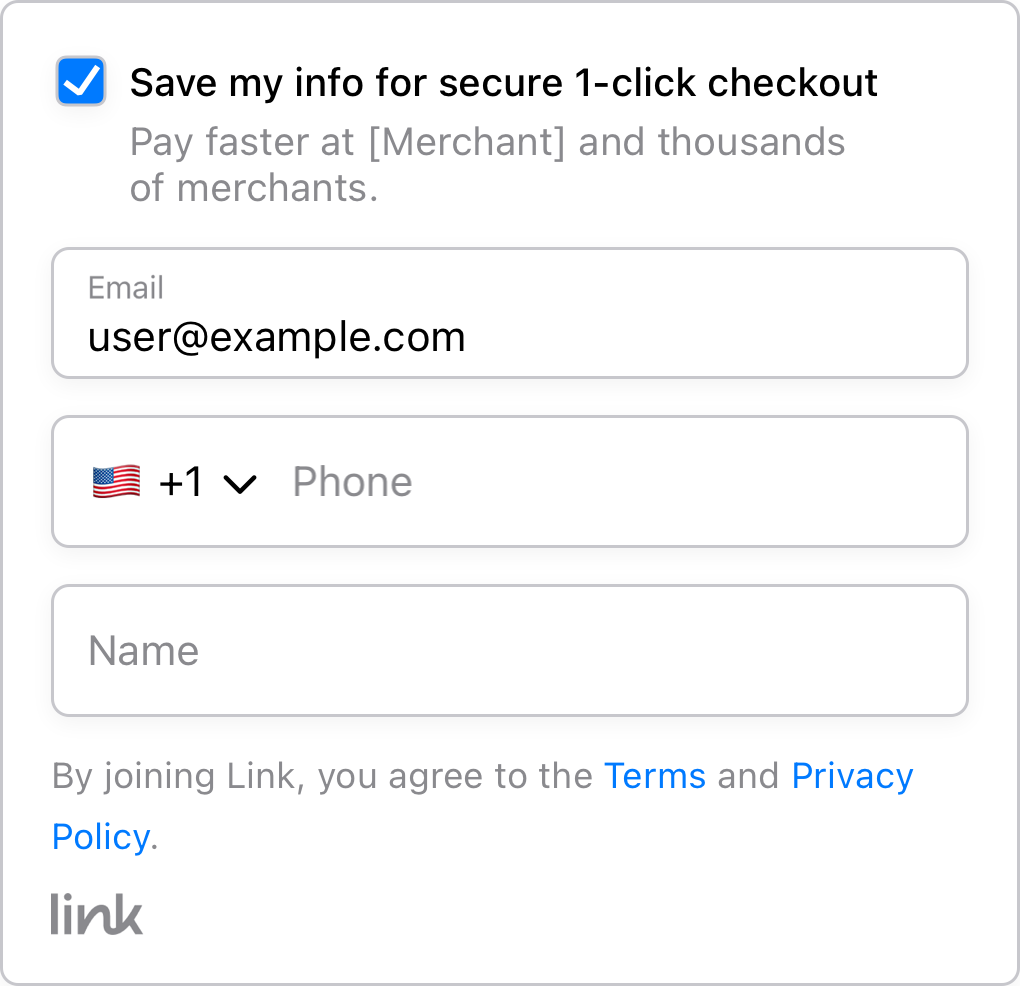 Save my info for secure 1-click checkout
Pay faster at [Merchant] and thousands
of merchants.
Email
user@example.com
+1 Phone
Name
By joining Link, you agree to the Terms and Privacy
Policy.
link